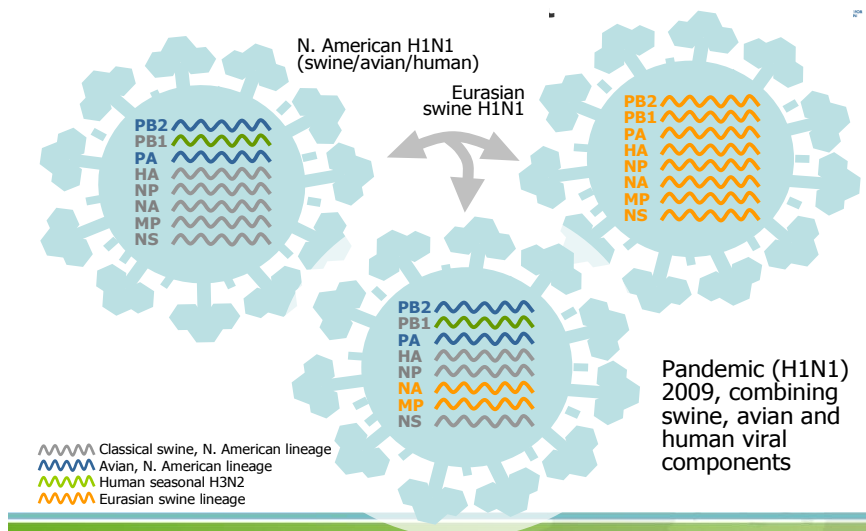 N. American H1N1
(swine/avian/human)
Eurasian
swine H1N1
PB2
PB1
PA
HA
NP
NA
MP
NS
PB2
PB1
PA
HA
NP
NA
MP
NS
PB2
PB1
PA
HA
NP
NA
MP
NS
Pandemic (H1N1)
2009, combining
swine, avian and
human viral
components
Classical swine, N. American lineage
Avian, N. American lineage
Human seasonal H3N2
Eurasian swine lineage